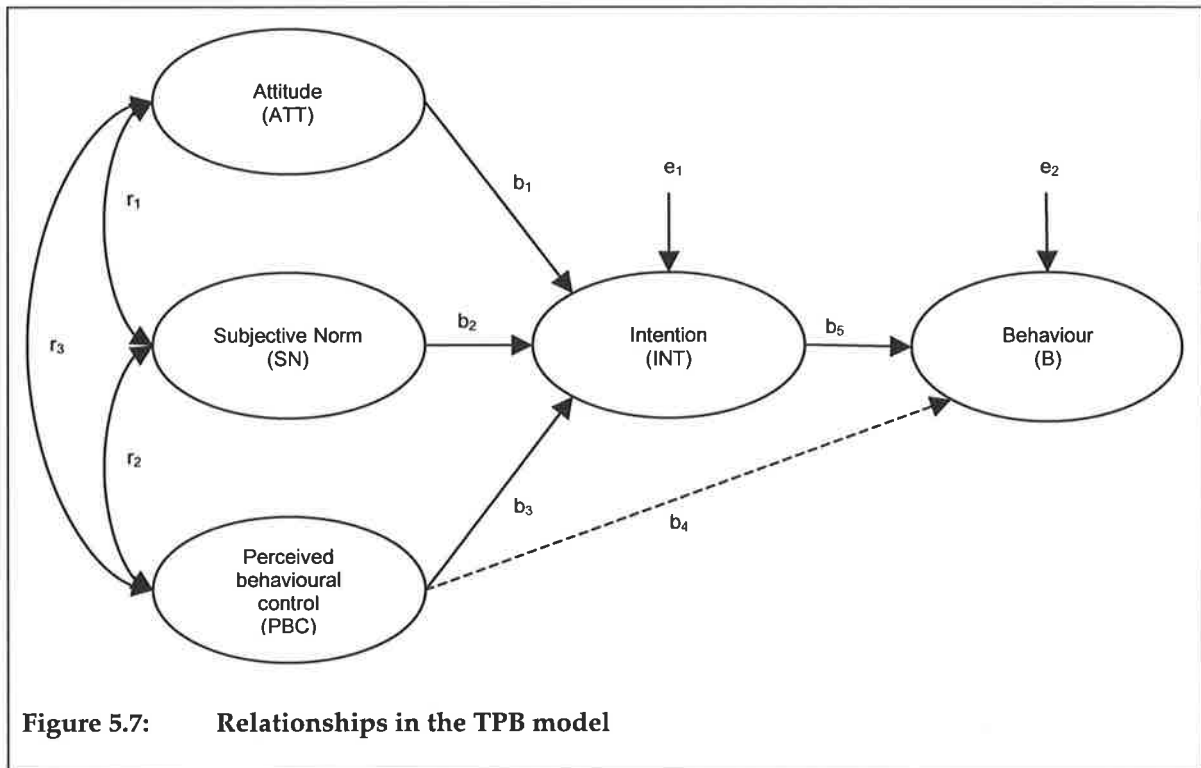 Attitude
(ATT)
e₁
e₂
b₁
r₁
Subjective Norm
(SN)
b₂
Intention
(INT)
b₅
Behaviour
(B)
r₃
r₂
b₃
b₄
Perceived
behavioural
control
(PBC)
Figure 5.7: Relationships in the TPB model